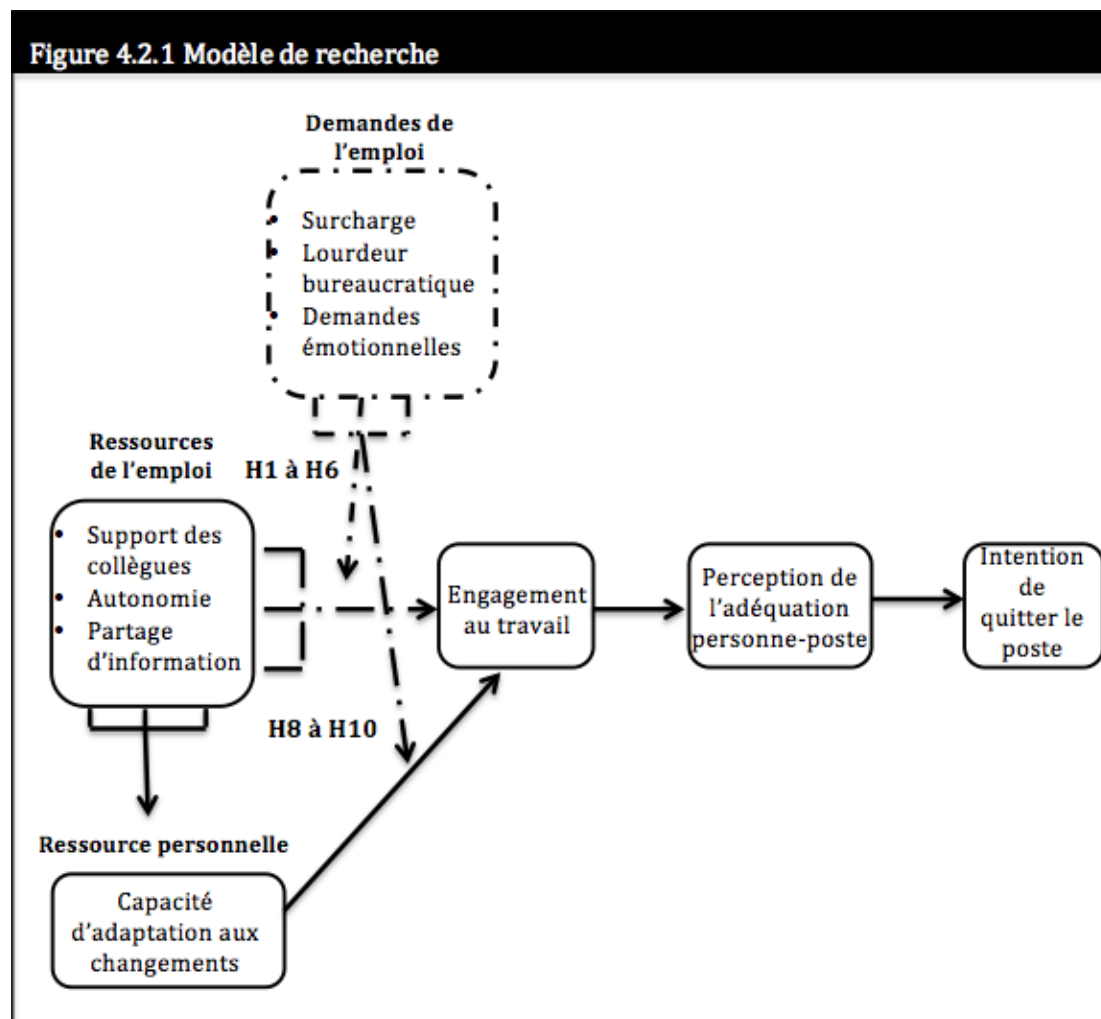 Figure 4.2.1 Modèle de recherche
Demandes de
l’emploi
• Surcharge
• Lourdeur
bureaucratique
• Demandes
émotionnelles
Ressources
de l’emploi
H1 à H6
• Support des
collègues
• Autonomie
• Partage
d’information
Engagement
au travail
Perception de
l’adéquation
personne-poste
Intention
de
quitter le
poste
H8 à H10
Ressource personnelle
Capacité
d’adaptation aux
changements